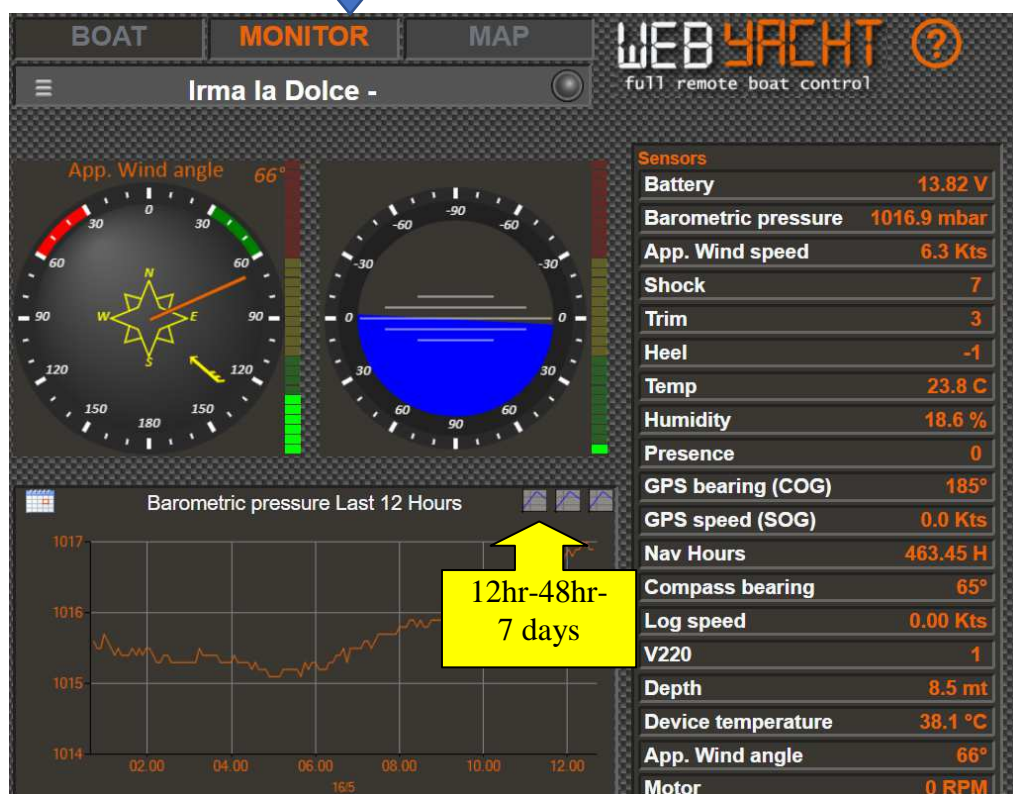 BOAT MONITOR MAP
WEB YACHT ?
full remote boat control
≡ Irma la Dolce -
App. Wind angle 66°
0
30 30
60 60
90 90
120 120
150 150
180
N
W E
S
-90
-60 -60
-30 -30
0 0
30 30
60 60
90
Barometric pressure Last 12 Hours
12hr-48hr-
7 days
1017
1016
1015
1014
02.00 04.00 06.00 08.00 10.00 12.00
16/5
Sensors
Battery 13.82 V
Barometric pressure 1016.9 mbar
App. Wind speed 6.3 Kts
Shock 7
Trim 3
Heel -1
Temp 23.8 C
Humidity 18.6 %
Presence 0
GPS bearing (COG) 185°
GPS speed (SOG) 0.0 Kts
Nav Hours 463.45 H
Compass bearing 65°
Log speed 0.00 Kts
V220 1
Depth 8.5 mt
Device temperature 38.1 °C
App. Wind angle 66°
Motor 0 RPM